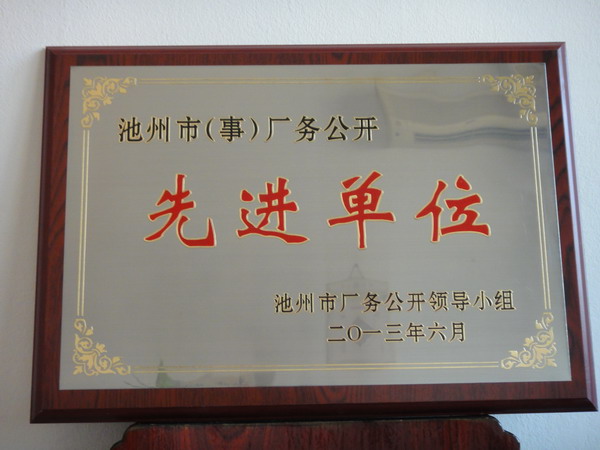 池州市(事)厂务公开
先进单位
池州市厂务公开领导小组
二〇一三年六月